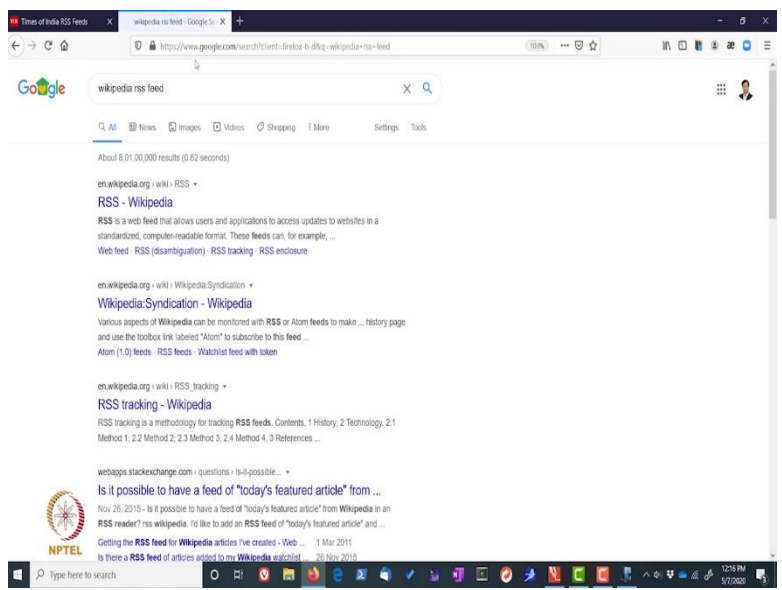 Times of India RSS Feeds
wikipedia rss feed - Google Se
https://www.google.com/search?client=firefox-b-d&q=wikipedia+rss+feed
103%
Google
wikipedia rss feed
All News Images Videos Shopping More Settings Tools
About 8,01,00,000 results (0.62 seconds)
en.wikipedia.org › wiki › RSS
RSS - Wikipedia
RSS is a web feed that allows users and applications to access updates to websites in a
standardized, computer-readable format. These feeds can, for example, ...
Web feed · RSS (disambiguation) · RSS tracking · RSS enclosure
en.wikipedia.org › wiki › Wikipedia:Syndication
Wikipedia:Syndication - Wikipedia
Various aspects of Wikipedia can be monitored with RSS or Atom feeds to make ... history page
and use the toolbox link labeled "Atom" to subscribe to this feed ...
Atom (1.0) feeds · RSS feeds · Watchlist feed with token
en.wikipedia.org › wiki › RSS_tracking
RSS tracking - Wikipedia
RSS tracking is a methodology for tracking RSS feeds. Contents. 1 History; 2 Technology. 2.1
Method 1; 2.2 Method 2; 2.3 Method 3; 2.4 Method 4. 3 References ...
webapps.stackexchange.com › questions › is-it-possible...
Is it possible to have a feed of "today's featured article" from ...
Nov 26, 2015 - Is it possible to have a feed of "today's featured article" from Wikipedia in an
RSS reader? rss wikipedia. I'd like to add an RSS feed of "today's featured article" and ...
Getting the RSS feed for Wikipedia articles I've created - Web ... 1 Mar 2011
Is there a RSS feed of articles added to my Wikipedia watchlist ... 26 Nov 2015
NPTEL
Type here to search
12:16 PM
5/7/2020